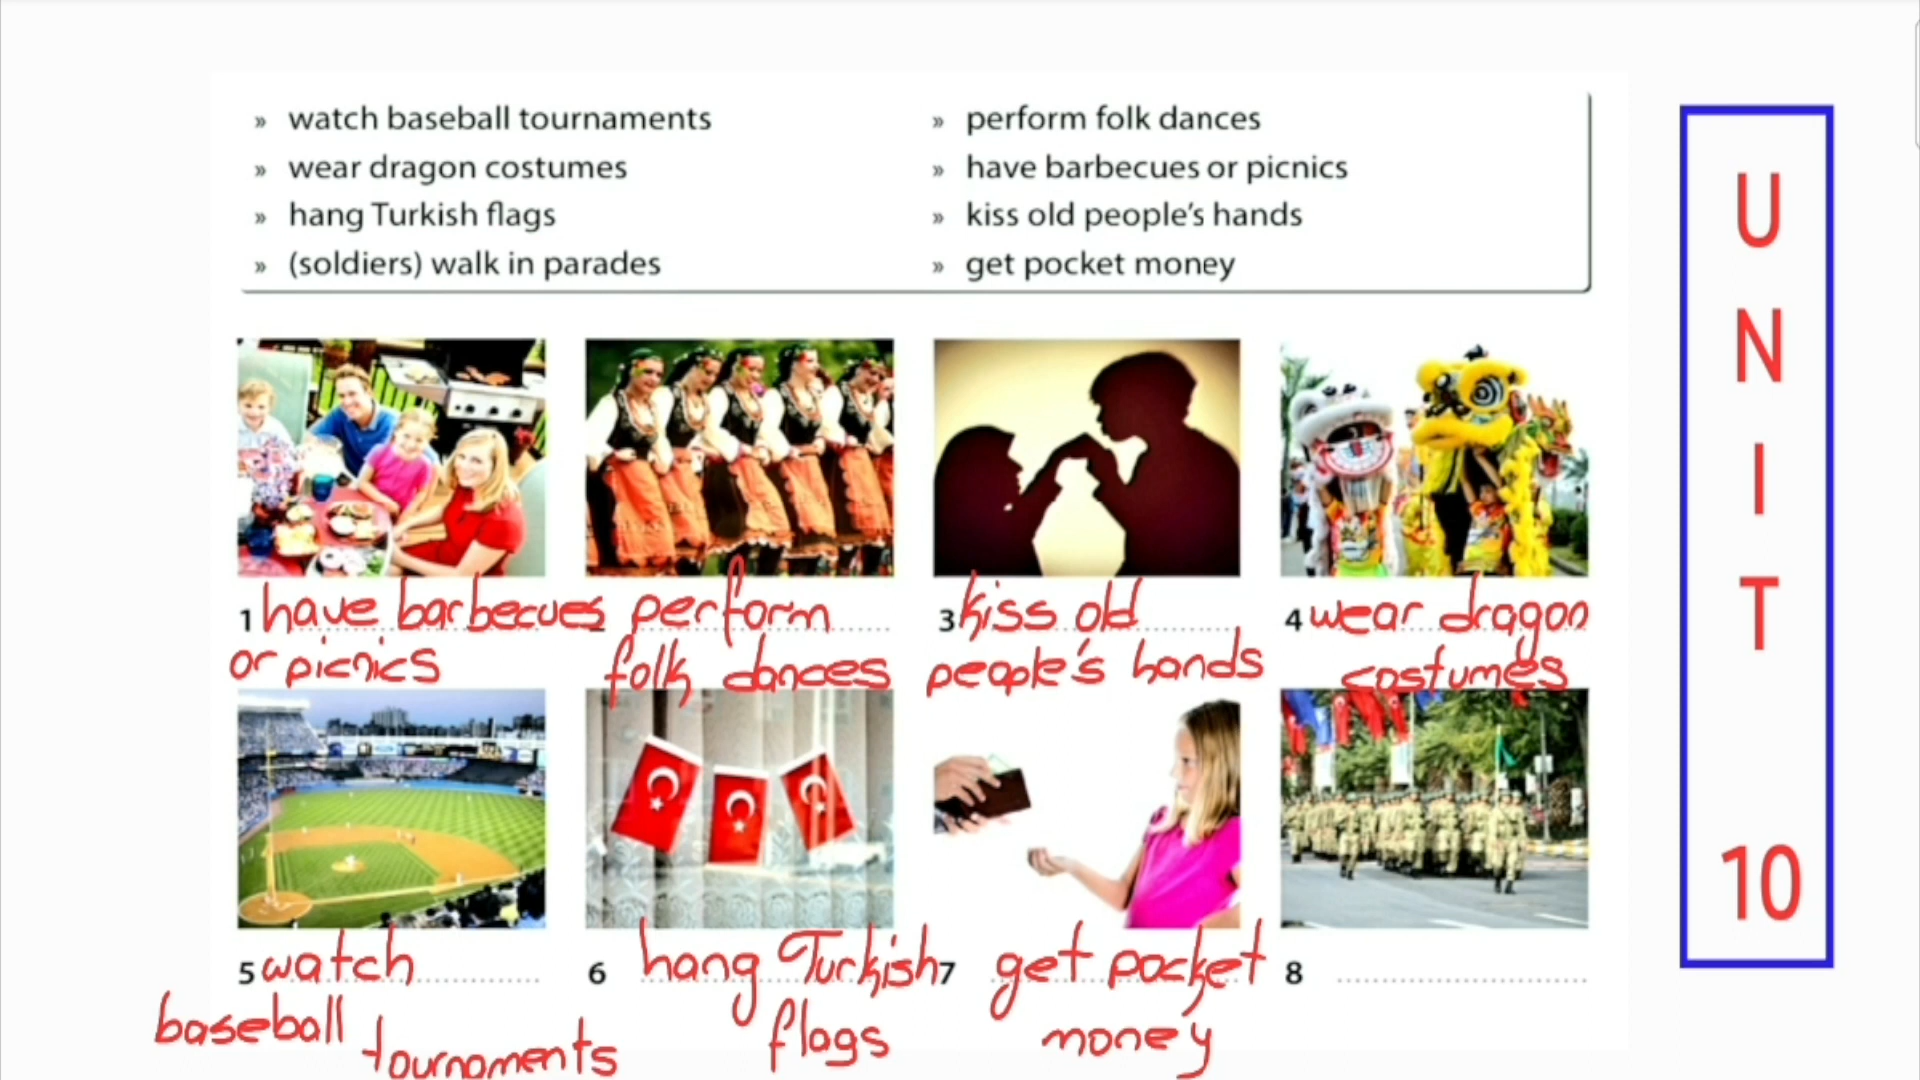 » watch baseball tournaments
» wear dragon costumes
» hang Turkish flags
» (soldiers) walk in parades
» perform folk dances
» have barbecues or picnics
» kiss old people's hands
» get pocket money
1 have barbecues
or picnics
2 perform
folk dances
3 kiss old
people's hands
4 wear dragon
costumes
5 watch
baseball
tournaments
6 hang Turkish
flags
7 get pocket
money
8
U
N
I
T
10